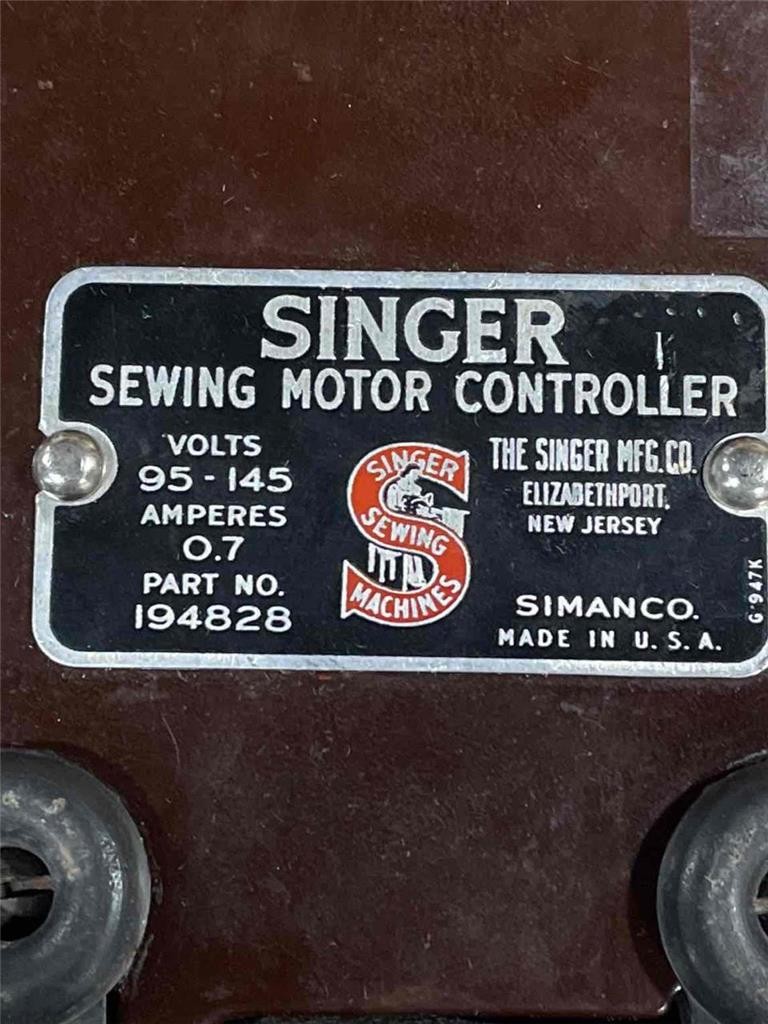 SINGER
SEWING MOTOR CONTROLLER
VOLTS
95-145
AMPERES
0.7
PART NO.
194828
SINGER
SEWING
MACHINES
THE SINGER MFG.CO.
ELIZABETHPORT,
NEW JERSEY
SIMANCO.
MADE IN U.S.A.
G 947K